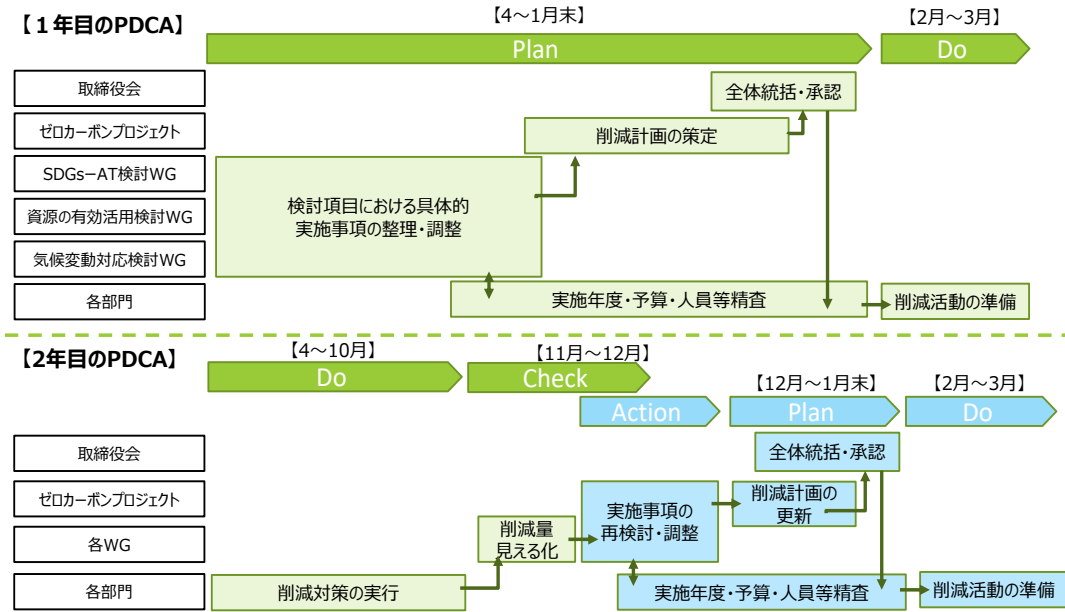 【１年目のPDCA】
【4～1月末】
【2月～3月】
Plan
Do
取締役会
全体統括・承認
ゼロカーボンプロジェクト
削減計画の策定
SDGs－AT検討WG
検討項目における具体的
実施事項の整理・調整
資源の有効活用検討WG
気候変動対応検討WG
各部門
実施年度・予算・人員等精査
削減活動の準備
【2年目のPDCA】
【4～10月】
【11月～12月】
Do
Check
【12月～1月末】
【2月～3月】
Action
Plan
Do
取締役会
全体統括・承認
ゼロカーボンプロジェクト
実施事項の
再検討・調整
削減計画の
更新
各WG
削減量
見える化
各部門
削減対策の実行
実施年度・予算・人員等精査
削減活動の準備